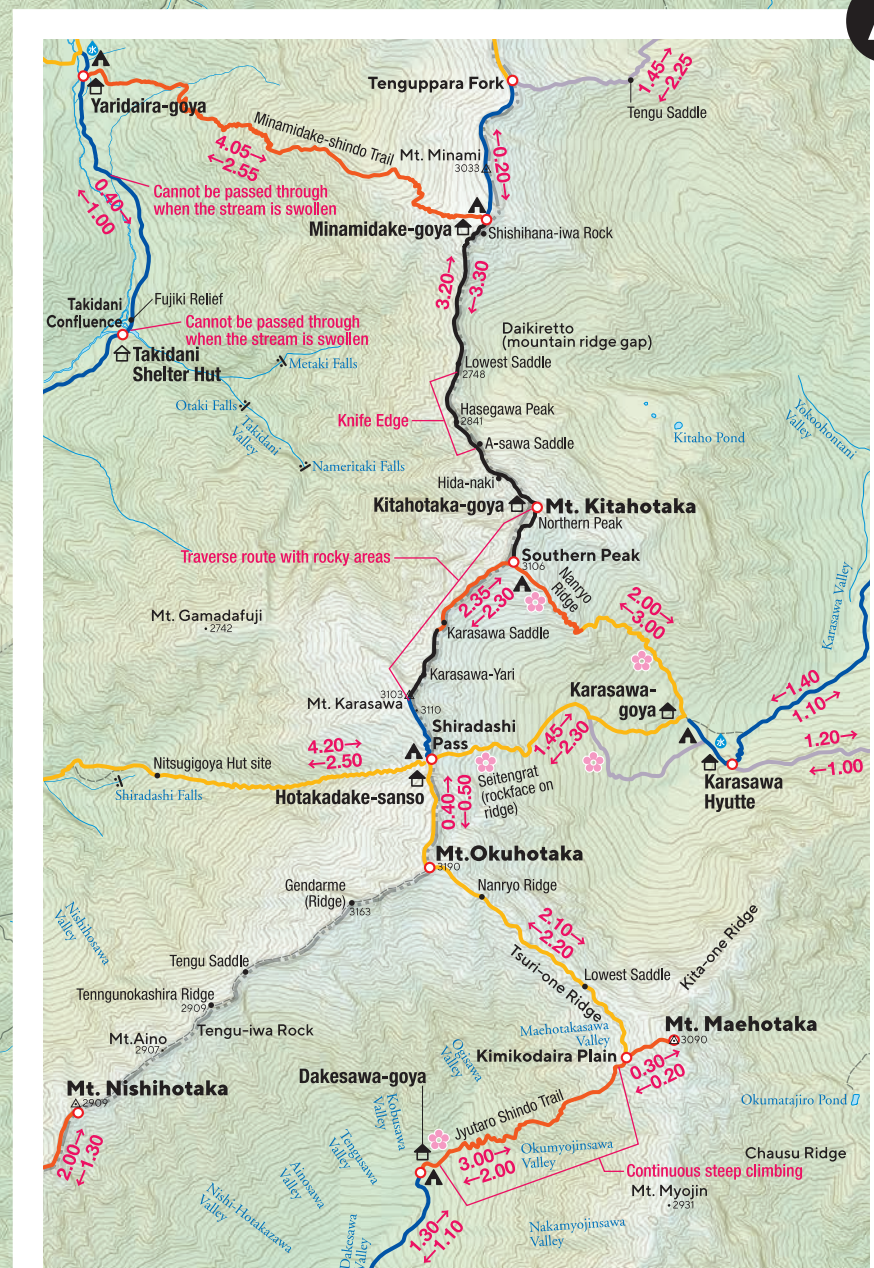 水
Yaridaira-goya
Minamidake-shindo Trail
4.05→
←2.55
Tenguppara Fork
1.45→
←2.25
Tengu Saddle
Mt. Minami
3033
←0.20→
Cannot be passed through
when the stream is swollen
0.40→
←1.00
Minamidake-goya
Shishihana-iwa Rock
3.20→
←3.30
Takidani
Confluence
Fujiki Relief
Cannot be passed through
when the stream is swollen
Takidani
Shelter Hut
Metaki Falls
Otaki Falls
Takidani
Valley
Nameritaki Falls
Daikiretto
(mountain ridge gap)
Lowest Saddle
2748
Knife Edge
Hasegawa Peak
2841
A-sawa Saddle
Kitaho Pond
Yokoohontani
Valley
Hida-naki
Kitahotaka-goya
Mt. Kitahotaka
Northern Peak
Traverse route with rocky areas
Southern Peak
3106
Nanryo
Ridge
2.35→
←2.30
2.00→
←3.00
Karasawa Valley
Mt. Gamadafuji
2742
Karasawa Saddle
Karasawa-Yari
3103
Mt. Karasawa
3110
Karasawa-
goya
←1.40
1.10→
Shiradashi
Pass
4.20→
←2.50
1.45→
←2.30
水
1.20→
←1.00
Nitsugigoya Hut site
Shiradashi Falls
Hotakadake-sanso
Seitengrat
(rockface on
ridge)
Karasawa
Hyutte
0.40→
←0.50
Mt.Okuhotaka
3190
Gendarme
(Ridge)
3163
Nanryo Ridge
2.10→
←2.20
Nishihosawa
Valley
Tengu Saddle
Tsuri-one Ridge
Lowest Saddle
Kita-one Ridge
Tenngunokashira Ridge
2909
Tengu-iwa Rock
Mt.Aino
2907
Maehotakasawa
Valley
Mt. Maehotaka
3090
Kimikodaira Plain
0.30→
←0.20
Ogisawa
Valley
Dakesawa-goya
Mt. Nishihotaka
2909
Kobusawa
Valley
Jyutaro Shindo Trail
Okumatajiro Pond
2.00→
←1.30
3.00→
←2.00
Okumyojinsawa
Valley
Chausu Ridge
Continuous steep climbing
Tengusawa
Valley
Ainosawa
Valley
Nishi-Hotakazawa
Valley
Mt. Myojin
2931
1.30→
←1.10
Dakesawa
Valley
Nakamyojinsawa
Valley